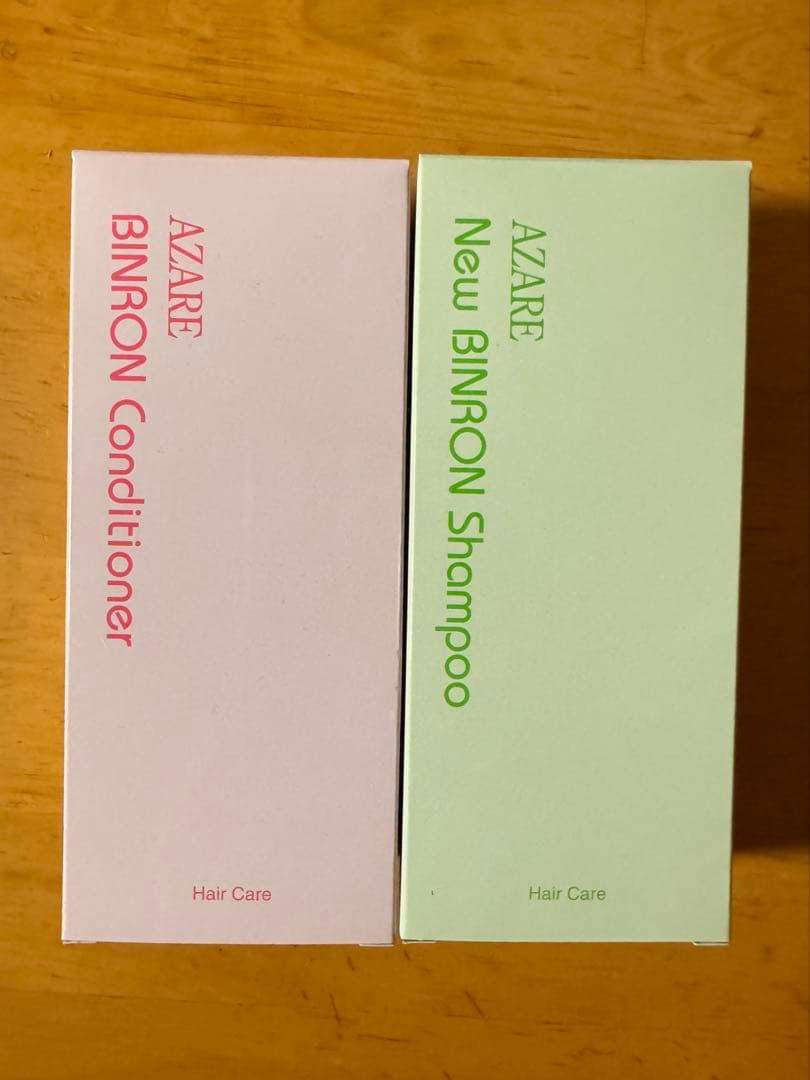 AZARE
BINRON Conditioner
Hair Care
AZARE
New BINRON Shampoo
Hair Care